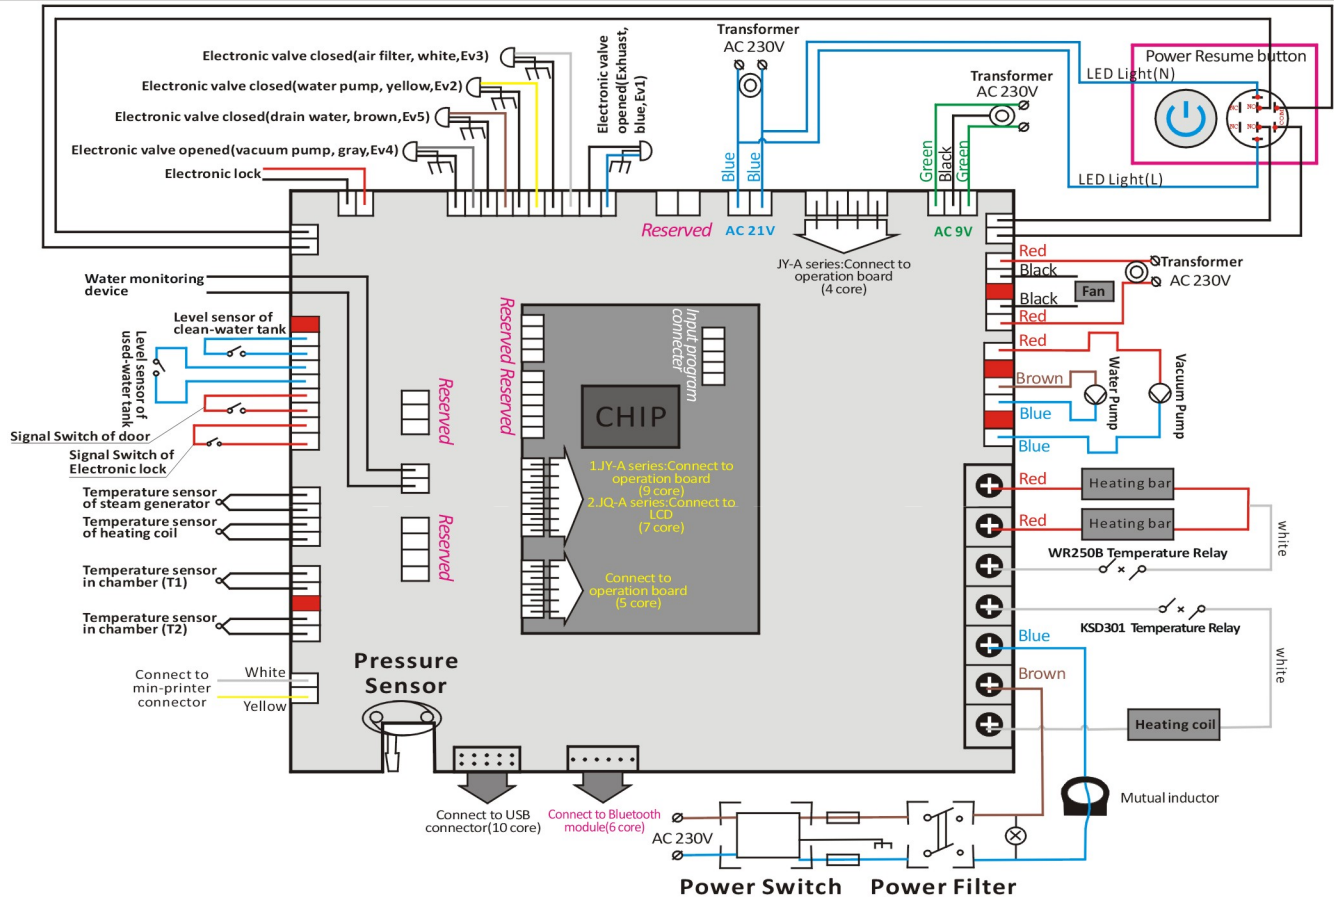 Transformer
AC 230V
Electronic valve closed(air filter, white,Ev3)
Electronic valve closed(water pump, yellow,Ev2)
Electronic valve closed(drain water, brown,Ev5)
Electronic valve opened(vacuum pump, gray,Ev4)
Electronic lock
Electronic valve
opened(Exhuast,
blue,Ev1)
Transformer
AC 230V
LED Light(N)
Power Resume button
NC
NO
COM
LED Light(L)
Blue
Blue
Green
Black
Green
Reserved
AC 21V
AC 9V
JY-A series:Connect to
operation board
(4 core)
Water monitoring
device
Level sensor of
clean-water tank
Level sensor of
used-water tank
Signal Switch of door
Signal Switch of
Electronic lock
Temperature sensor
of steam generator
Temperature sensor
of heating coil
Temperature sensor
in chamber (T1)
Temperature sensor
in chamber (T2)
Connect to
min-printer
connector
White
Yellow
Reserved
Reserved
Reserved
Reserved
Input program
connecter
CHIP
1.JY-A series:Connect to
operation board
(9 core)
2.JQ-A series:Connect to
LCD
(7 core)
Connect to
operation board
(5 core)
Red
Black
Black
Red
Fan
Transformer
AC 230V
Red
Brown
Blue
Blue
Water Pump
Vacuum Pump
Red
Heating bar
Red
Heating bar
white
WR250B Temperature Relay
KSD301 Temperature Relay
Blue
Brown
white
Heating coil
Pressure
Sensor
Connect to USB
connector(10 core)
Connect to Bluetooth
module(6 core)
AC 230V
Mutual inductor
Power Switch
Power Filter